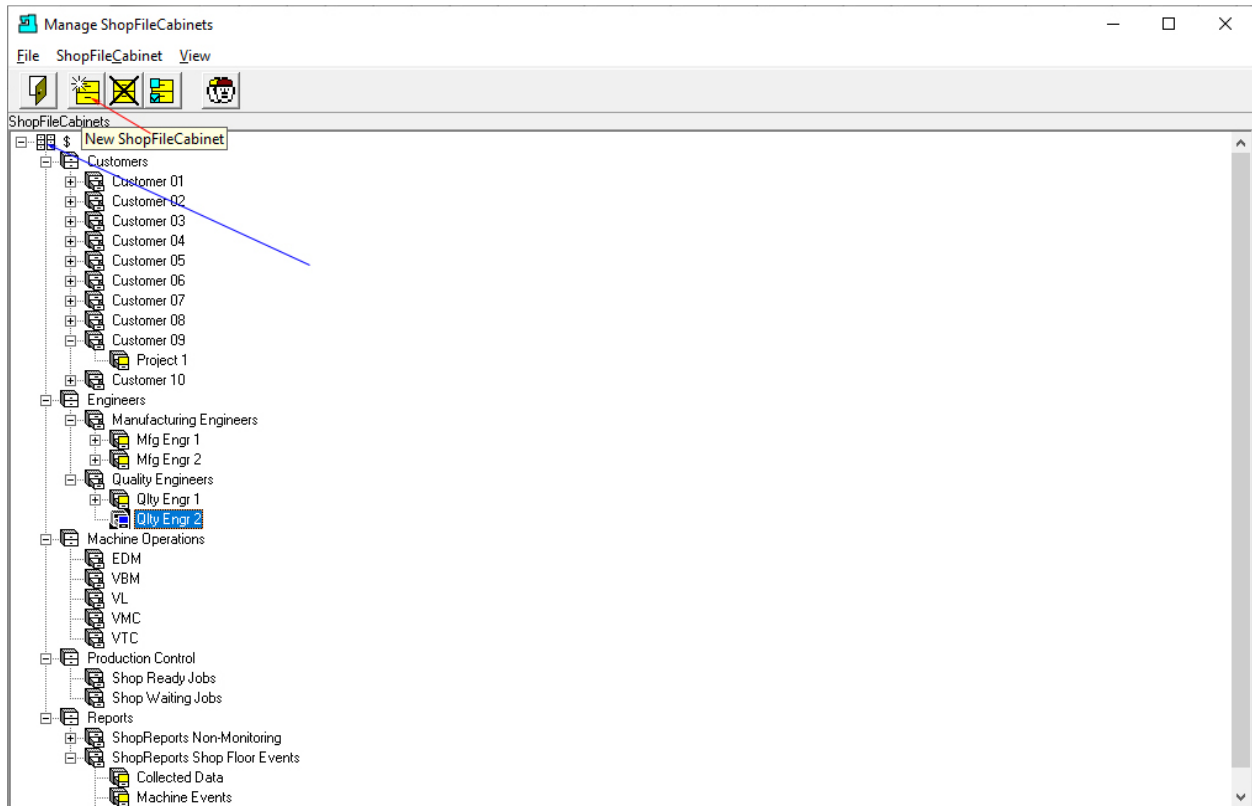 Manage ShopFileCabinets
File ShopFileCabinet View
ShopFileCabinets
New ShopFileCabinet
$
Customers
Customer 01
Customer 02
Customer 03
Customer 04
Customer 05
Customer 06
Customer 07
Customer 08
Customer 09
Project 1
Customer 10
Engineers
Manufacturing Engineers
Mfg Engr 1
Mfg Engr 2
Quality Engineers
Qlty Engr 1
Qlty Engr 2
Machine Operations
EDM
VBM
VL
VMC
VTC
Production Control
Shop Ready Jobs
Shop Waiting Jobs
Reports
ShopReports Non-Monitoring
ShopReports Shop Floor Events
Collected Data
Machine Events